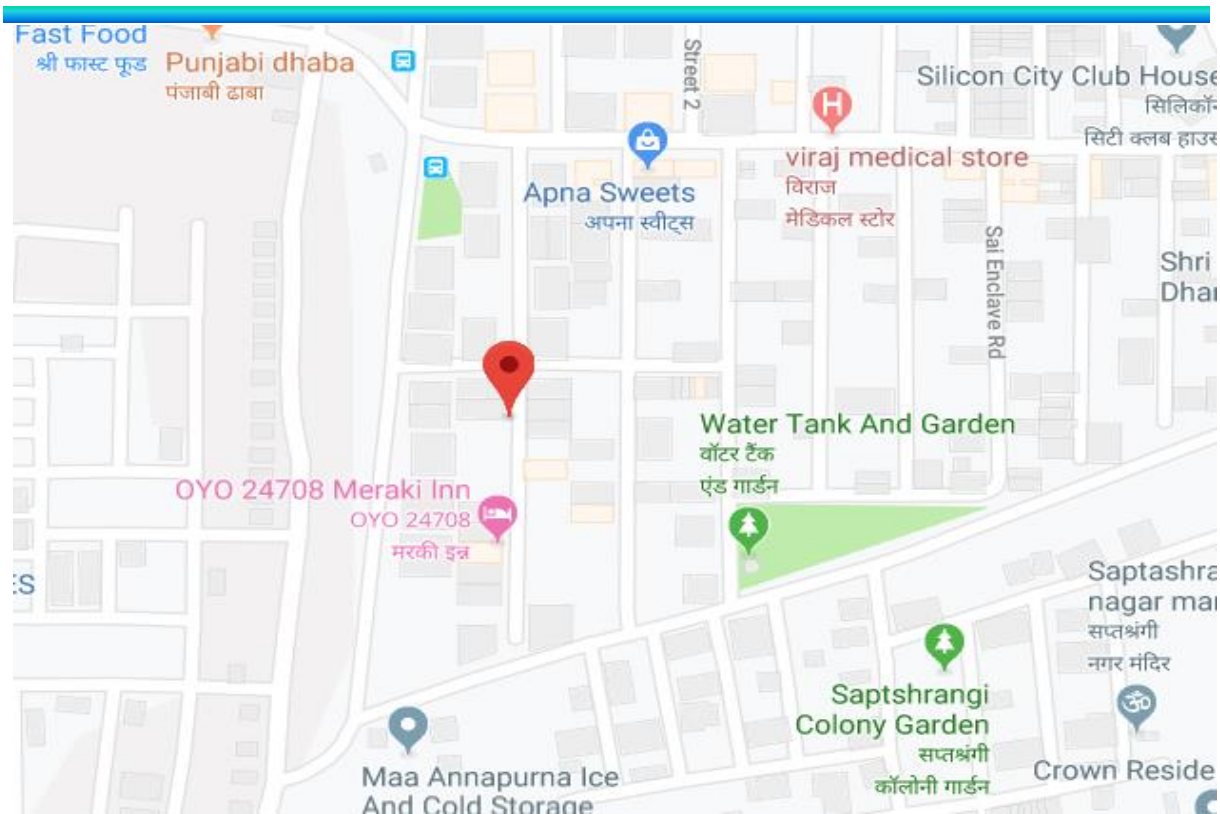 Fast Food
श्री फास्ट फूड
Punjabi dhaba
पंजाबी ढाबा
Street 2
Silicon City Club House
सिलिकॉन
सिटी क्लब हाउस
viraj medical store
विराज
मेडिकल स्टोर
Apna Sweets
अपना स्वीट्स
Sai Enclave Rd
Shri
Dhar
Water Tank And Garden
वॉटर टैंक
एंड गार्डन
OYO 24708 Meraki Inn
OYO 24708
मरकी इन्न
ES
Saptashra
nagar man
सप्तश्रंगी
नगर मंदिर
ॐ
Saptshrangi
Colony Garden
सप्तश्रंगी
कॉलोनी गार्डन
Crown Reside
Maa Annapurna Ice
And Cold Storage